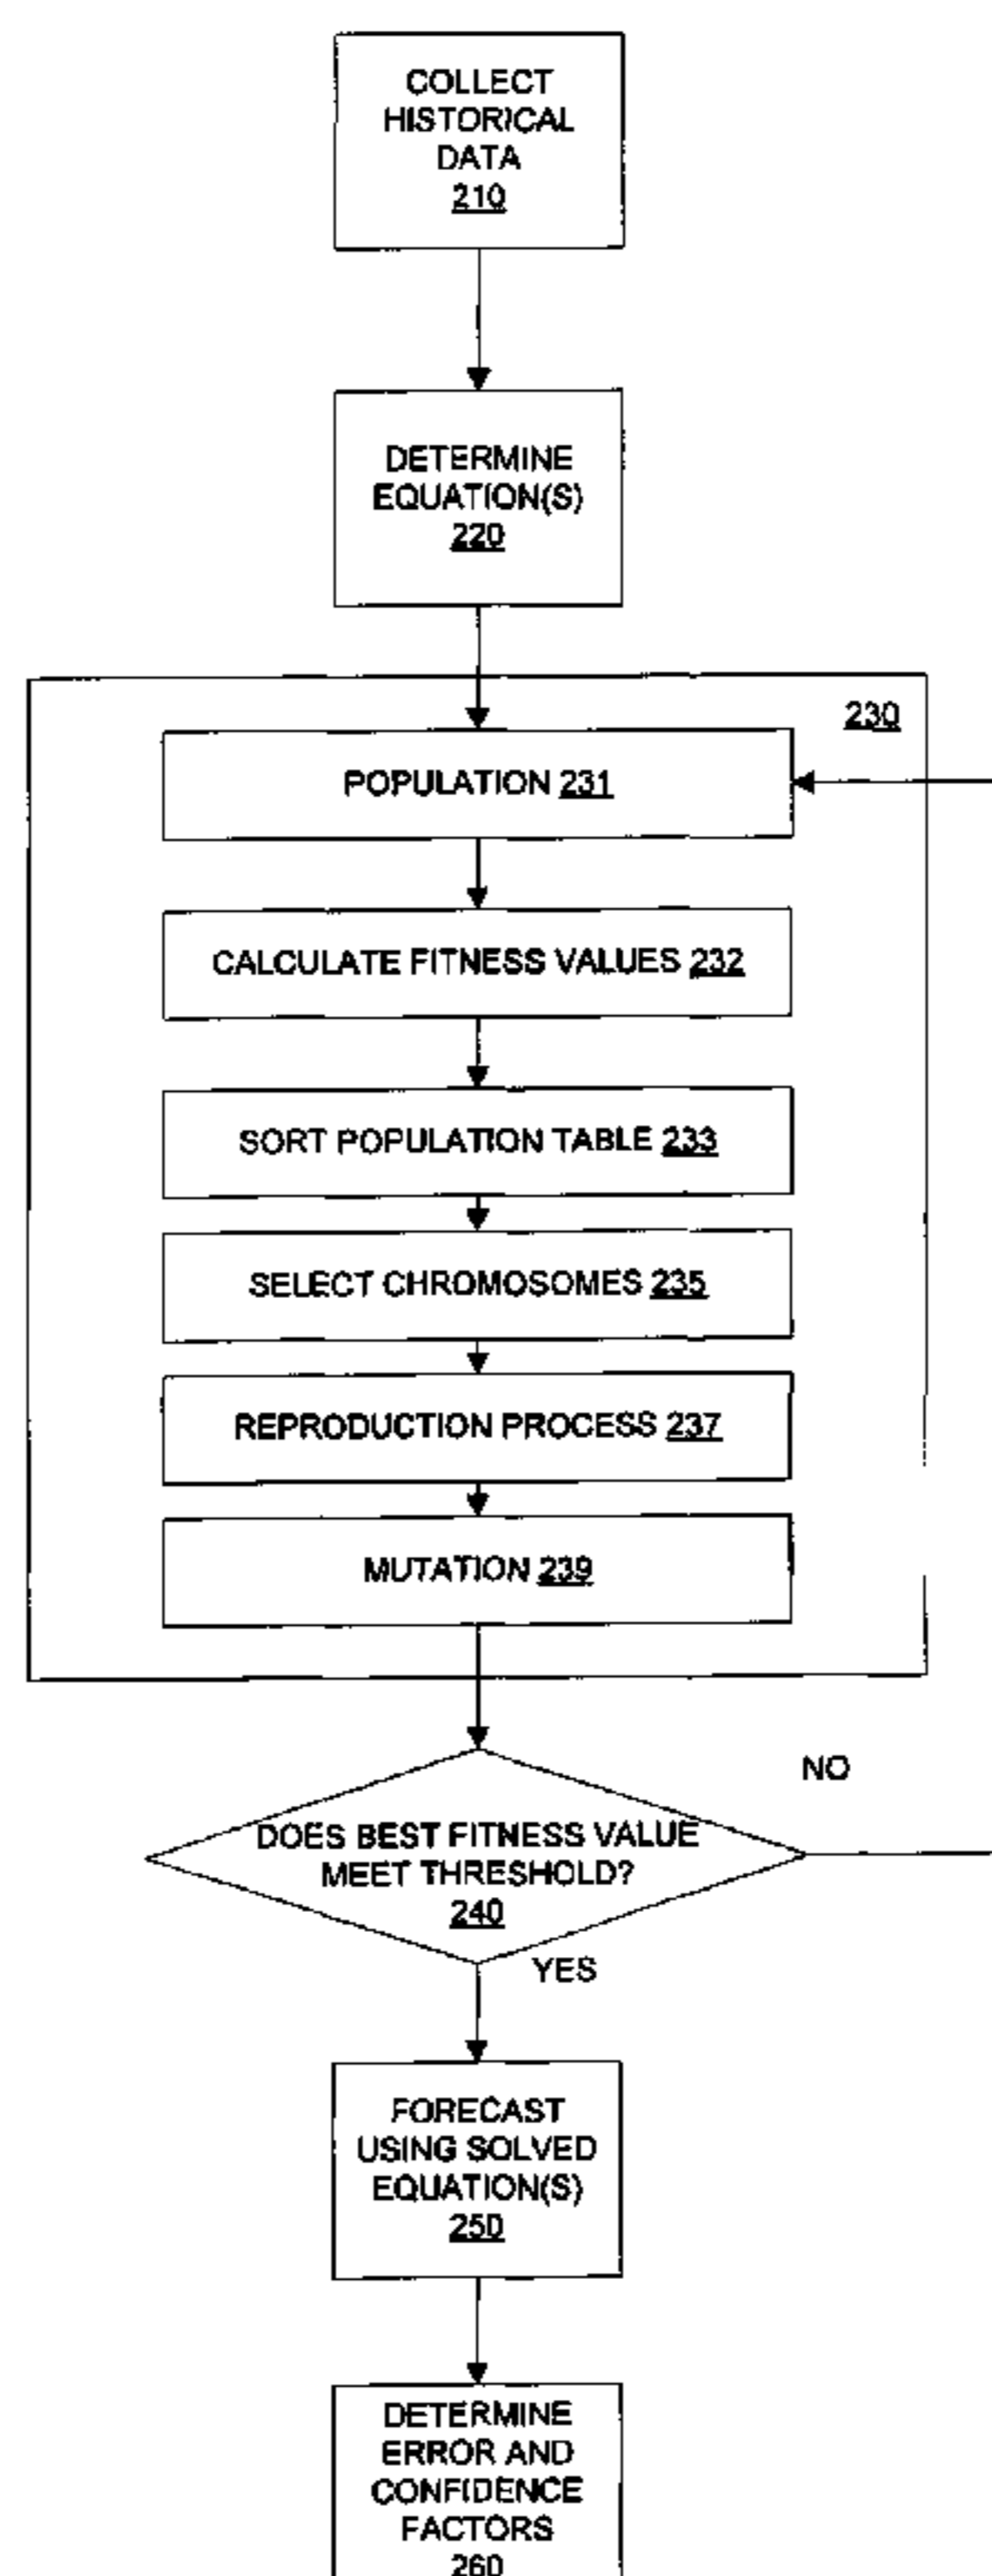 COLLECT
HISTORICAL
DATA
210
DETERMINE
EQUATION(S)
220
230
POPULATION 231
CALCULATE FITNESS VALUES 232
SORT POPULATION TABLE 233
SELECT CHROMOSOMES 235
REPRODUCTION PROCESS 237
MUTATION 239
NO
DOES BEST FITNESS VALUE
MEET THRESHOLD?
240
YES
FORECAST
USING SOLVED
EQUATION(S)
250
DETERMINE
ERROR AND
CONFIDENCE
FACTORS
260